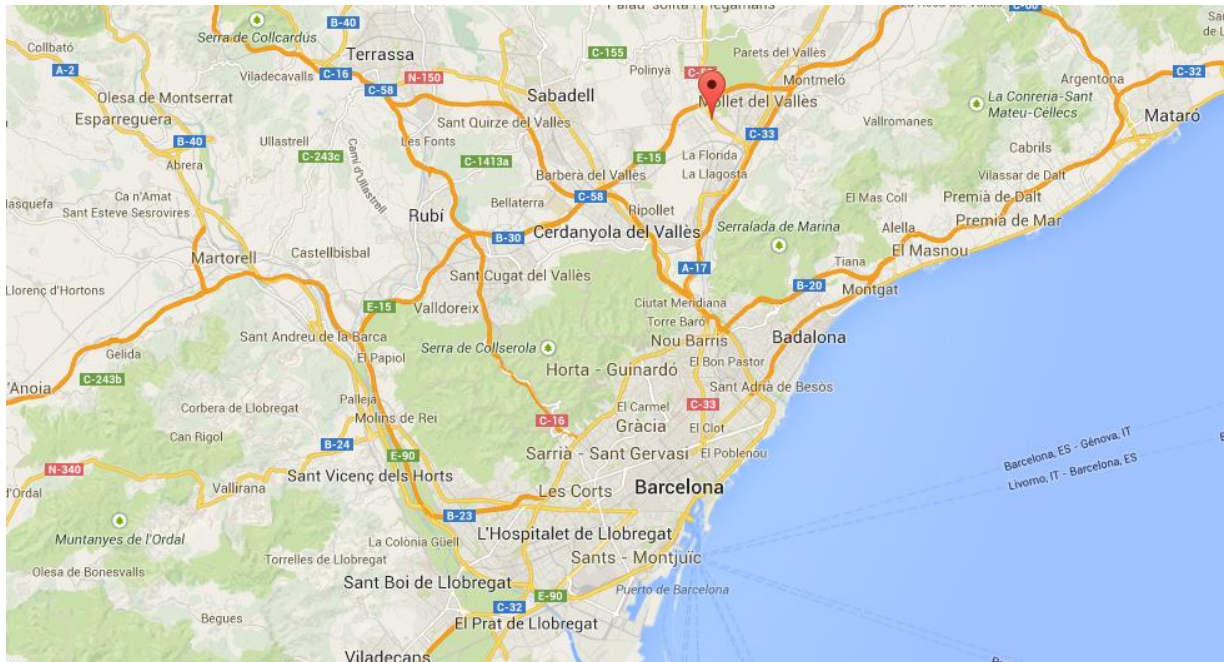 Palau-solità i Plegamans
C-60
B-40
Serra de Collcardús
Collbató
Terrassa
C-155
Parets del Vallès
A-2
Viladecavalls
C-16
N-150
Polinyà
Montmeló
Argentona
C-32
C-58
Sabadell
Mollet del Vallès
Olesa de Montserrat
La Conreria-Sant
Mateu-Céllecs
Esparreguera
Sant Quirze del Vallès
Vallromanes
Mataró
B-40
Ullastrell
Les Fonts
C-33
C-243c
Camí d'Ullastrell
C-1413a
E-15
La Florida
Cabrils
Abrera
Barberà del Vallès
La Llagosta
Vilassar de Dalt
Ca n'Amat
C-58
El Mas Coll
Premià de Dalt
Sant Esteve Sesrovires
Rubí
Bellaterra
Ripollet
Premià de Mar
B-30
Cerdanyola del Vallès
Serralada de Marina
Alella
El Masnou
Martorell
Castellbisbal
Sant Cugat del Vallès
A-17
Tiana
B-20
Montgat
Llorenç d'Hortons
E-15
Valldoreix
Ciutat Meridiana
Torre Baró
Sant Andreu de la Barca
Nou Barris
Badalona
Gelida
El Papiol
Serra de Collserola
El Bon Pastor
Horta - Guinardó
C-243b
Sant Adrià de Besòs
d'Anoia
Palleja
Corbera de Llobregat
Molins de Rei
El Carmel
C-33
C-16
Gràcia
El Clot
Can Rigol
B-24
E-90
Sarrià - Sant Gervasi
El Poblenou
Barcelona, ES - Génova, IT
N-340
Sant Vicenç dels Horts
Livorno, IT - Barcelona, ES
Vallirana
Les Corts
Barcelona
d'Ordal
B-23
L'Hospitalet de Llobregat
Muntanyes de l'Ordal
La Colònia Güell
Sants - Montjuïc
Torrelles de Llobregat
Olesa de Bonesvalls
Sant Boi de Llobregat
Puerto de Barcelona
E-90
C-32
Begues
El Prat de Llobregat
Viladecans